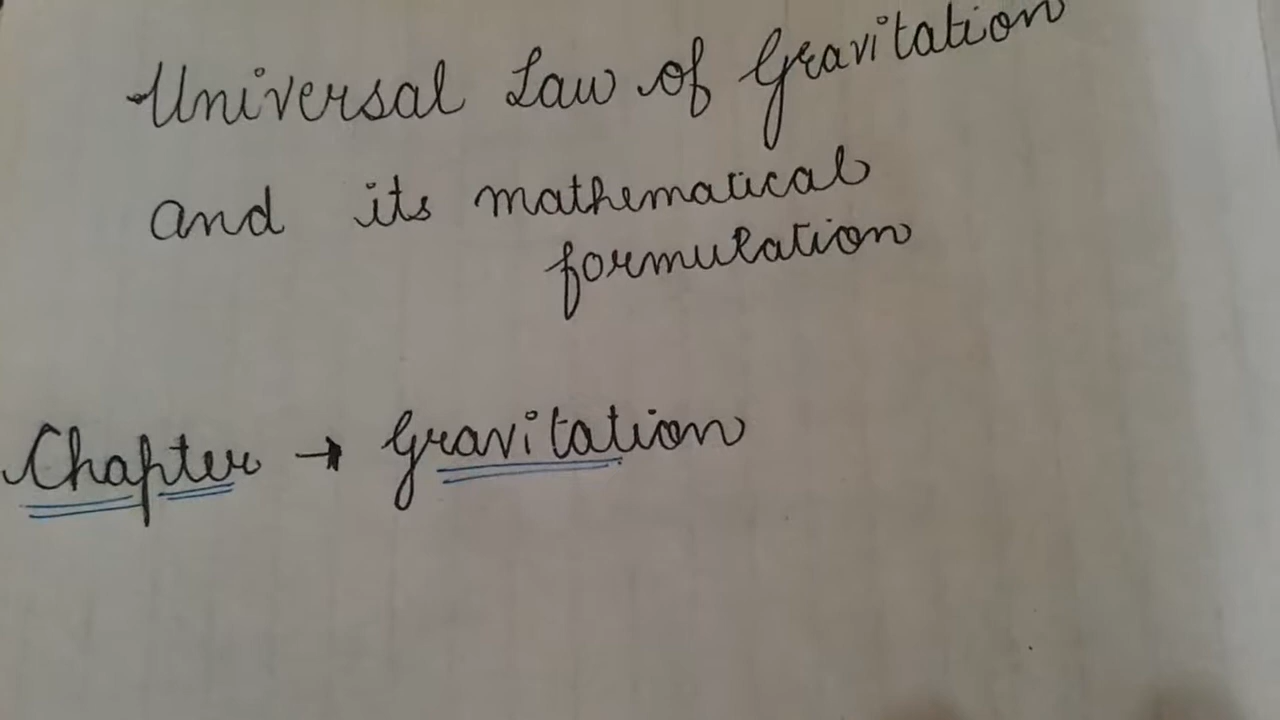 Universal Law of Gravitation
and its mathematical
formulation
Chapter → Gravitation